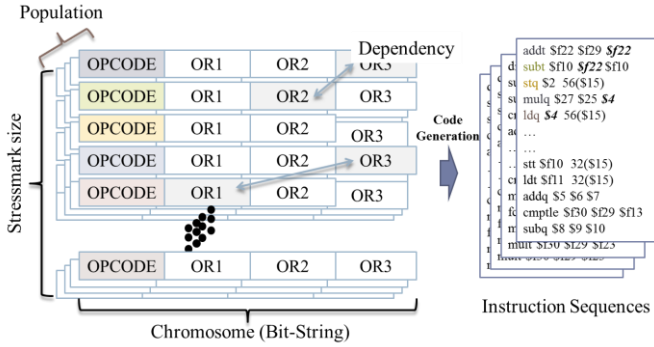 Population
Dependency
OPCODE OR1 OR2 OR3
OPCODE OR1 OR2 OR3
OPCODE OR1 OR2 OR3
OPCODE OR1 OR2 OR3
OPCODE OR1 OR2 OR3
OPCODE OR1 OR2 OR3
Stressmark size
Chromosome (Bit-String)
Code
Generation
addt $f22 $f29 $f22
subt $f10 $f22 $f10
stq $2 56($15)
mulq $27 $25 $4
ldq $4 56($15)
...
...
stt $f10 32($15)
ldt $f11 32($15)
addq $5 $6 $7
cmptle $f30 $f29 $f13
subq $8 $9 $10
mult $f30 $f29 $f23
Instruction Sequences